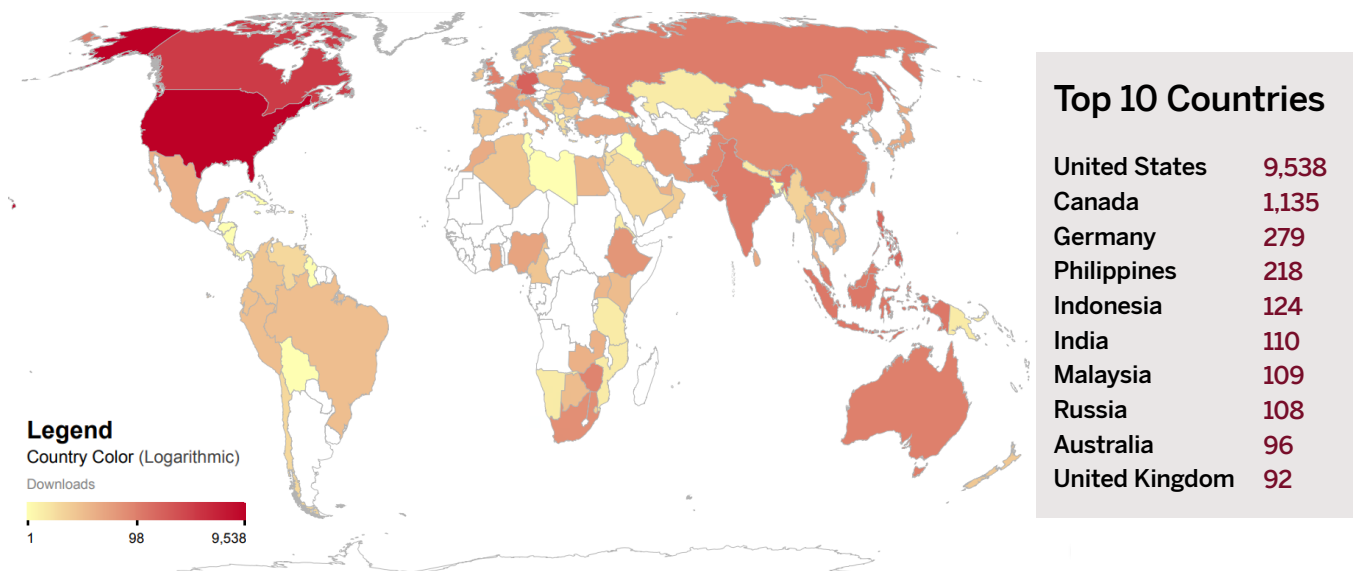 Top 10 Countries
United States 9,538
Canada 1,135
Germany 279
Philippines 218
Indonesia 124
India 110
Malaysia 109
Russia 108
Australia 96
United Kingdom 92
Legend
Country Color (Logarithmic)
Downloads
1 98 9,538